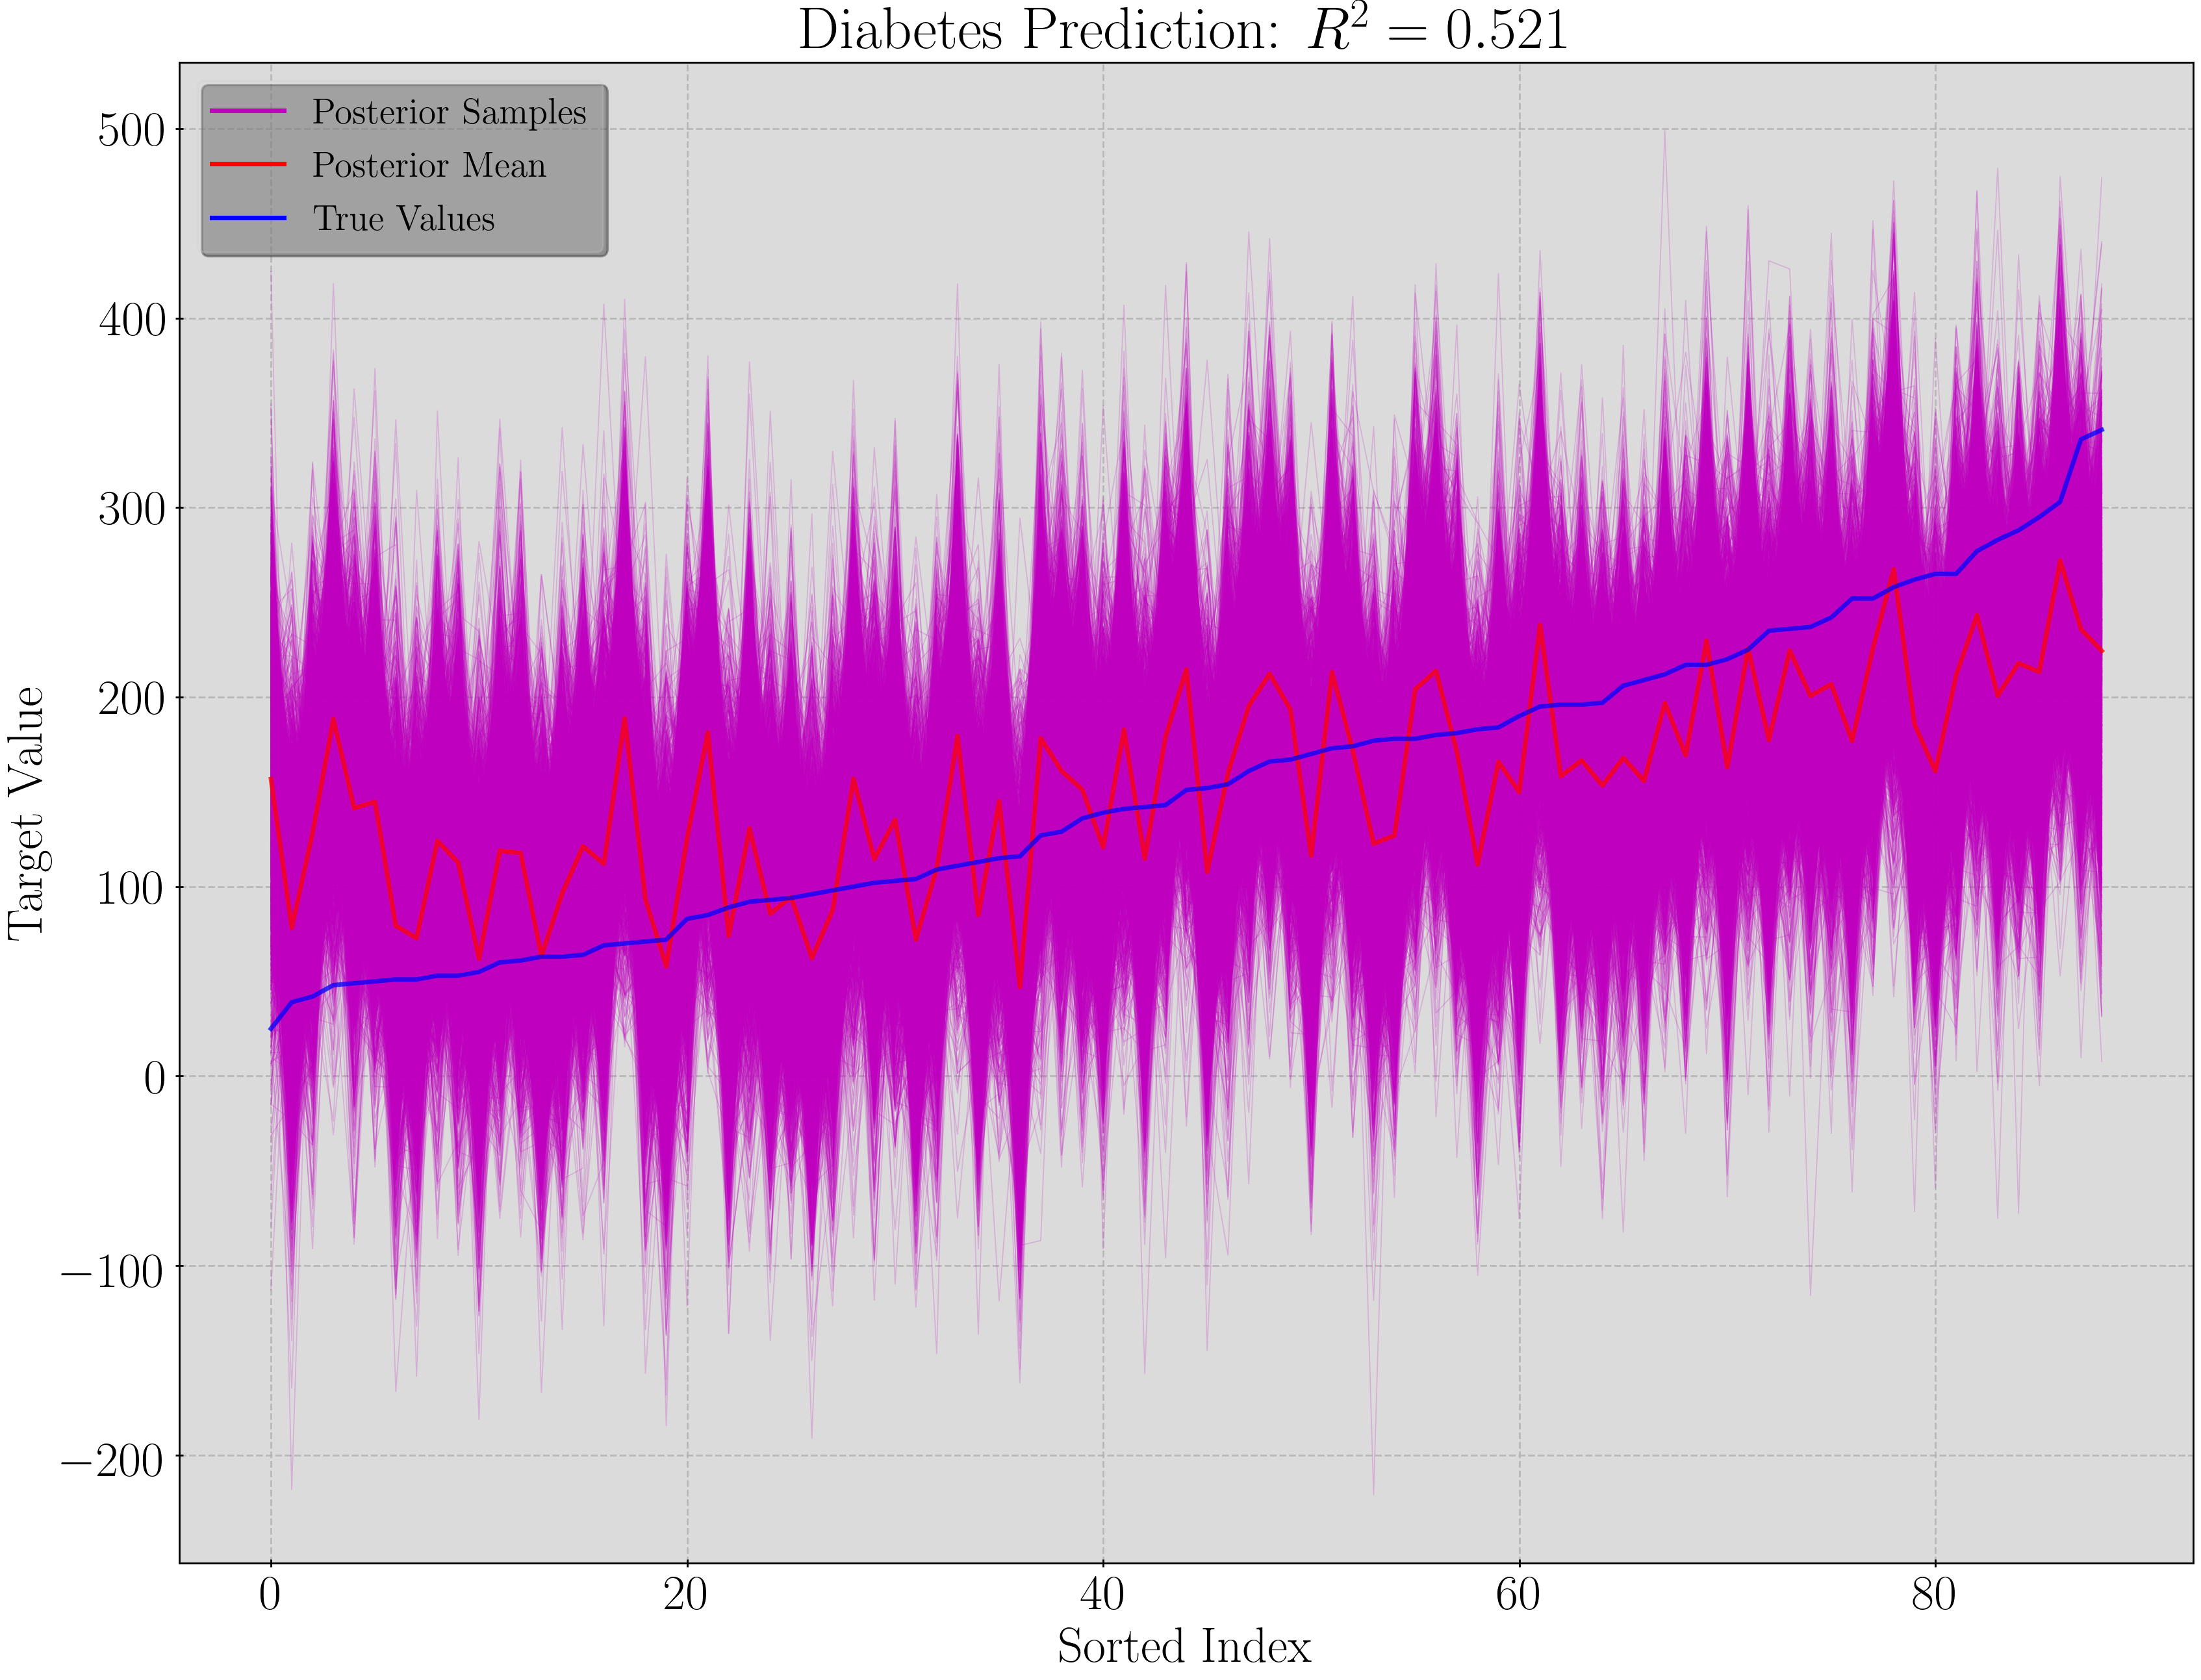 Diabetes Prediction: R² = 0.521
Posterior Samples
Posterior Mean
True Values
500
400
300
200
100
0
−100
−200
Target Value
0 20 40 60 80
Sorted Index